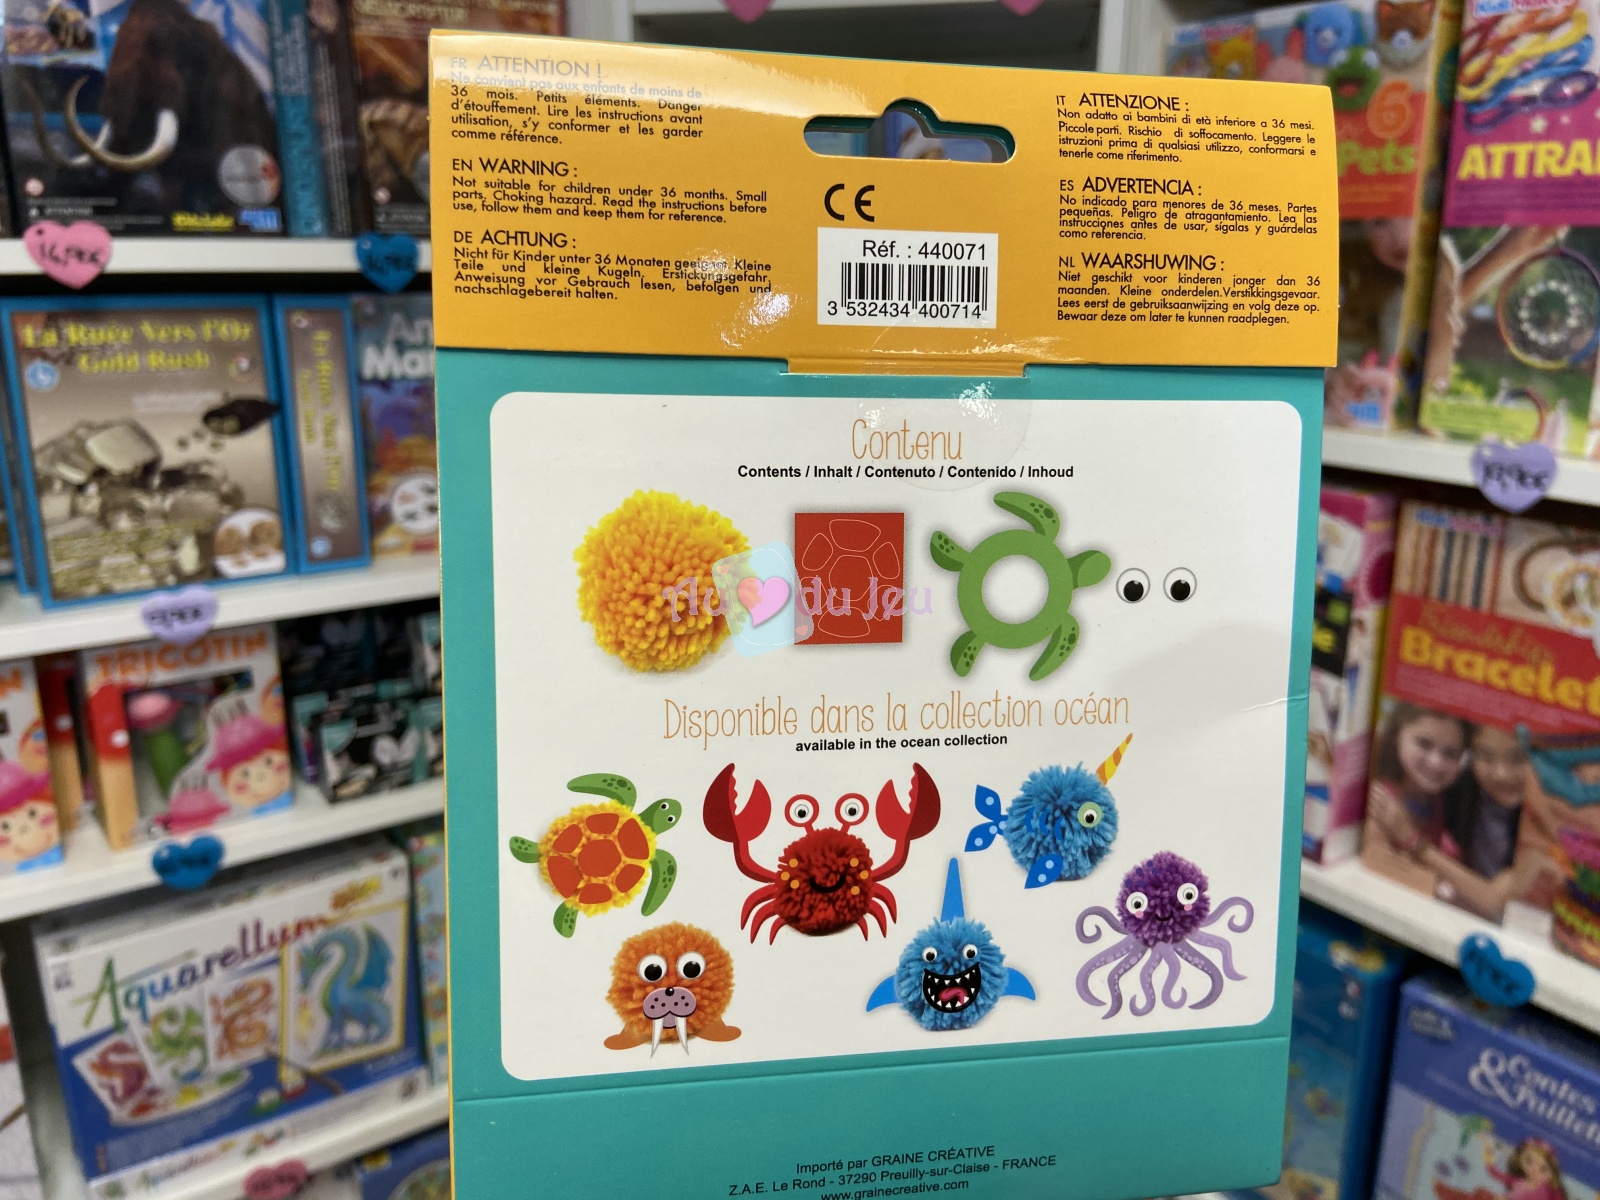 FR ATTENTION !
Ne convient pas aux enfants de moins de
36 mois. Petits éléments. Danger
d'étouffement. Lire les instructions avant
utilisation, s'y conformer et les garder
comme référence.
EN WARNING :
Not suitable for children under 36 months. Small
parts. Choking hazard. Read the instructions before
use, follow them and keep them for reference.
DE ACHTUNG :
Nicht für Kinder unter 36 Monaten geeignet. Kleine
Teile und kleine Kugeln, Erstickungsgefahr.
Anweisung vor Gebrauch lesen, befolgen und
nachschlagebereit halten.
CE
Réf. : 440071
3 532434 400714
IT ATTENZIONE :
Non adatto ai bambini di età inferiore a 36 mesi.
Piccole parti. Rischio di soffocamento. Leggere le
istruzioni prima di qualsiasi utilizzo, conformarsi e
tenerle come riferimento.
ES ADVERTENCIA :
No indicado para menores de 36 meses. Partes
pequeñas. Peligro de atragantamiento. Lea las
instrucciones antes de usar, sígalas y guárdelas
como referencia.
NL WAARSHUWING :
Niet geschikt voor kinderen jonger dan 36
maanden. Kleine onderdelen.Verstikkingsgevaar.
Lees eerst de gebruiksaanwijzing en volg deze op.
Bewaar deze om later te kunnen raadplegen.
Contenu
Contents / Inhalt / Contenuto / Contenido / Inhoud
Au du Jeu
Disponible dans la collection océan
available in the ocean collection
Importé par GRAINE CRÉATIVE
Z.A.E. Le Rond - 37290 Preuilly-sur-Claise - FRANCE
www.grainecreative.com
La Ruée Vers l'Or
Gold Rush
TRICOTIN
Aquarellum
6
Pets
ATTRA
Friendship
Bracelet
Contes
&